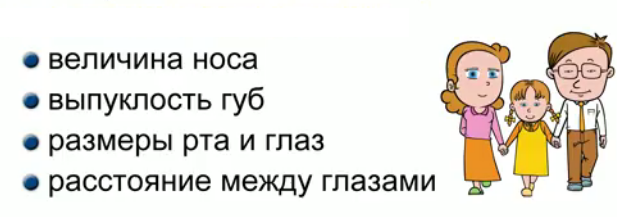 величина носа
выпуклость губ
размеры рта и глаз
расстояние между глазами